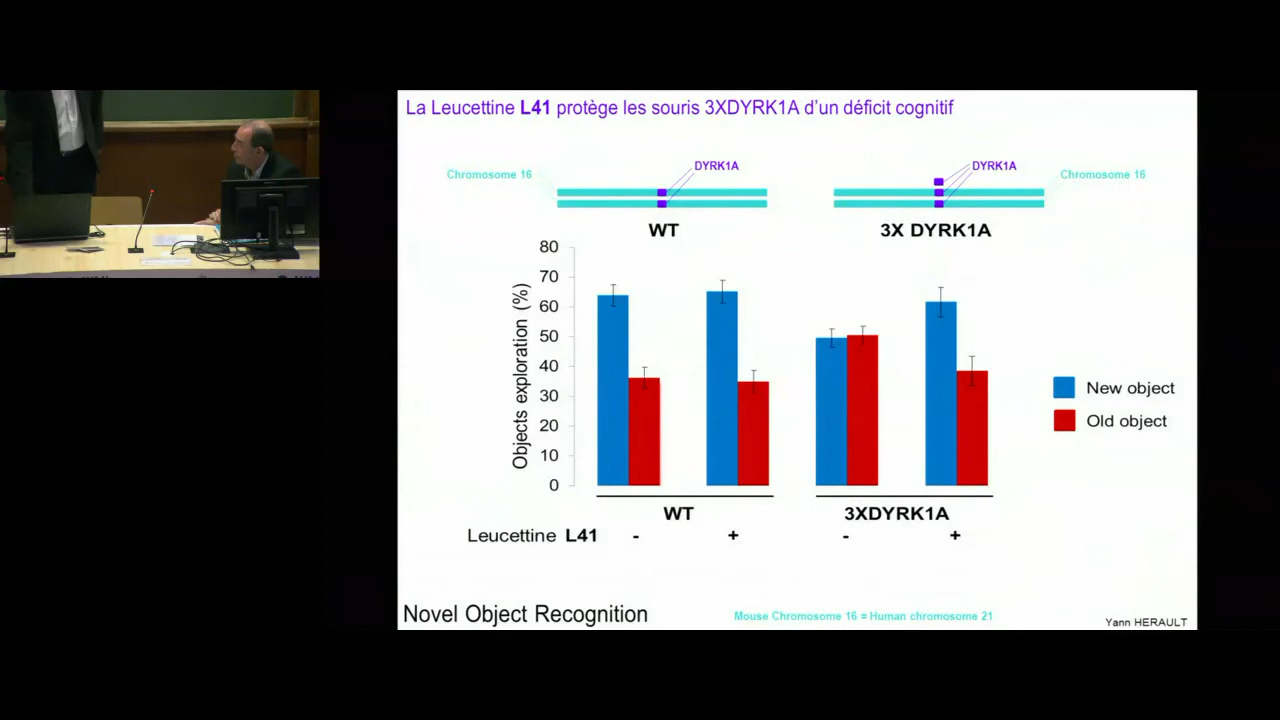 La Leucettine L41 protège les souris 3XDYRK1A d'un déficit cognitif
DYRK1A
DYRK1A
Chromosome 16
Chromosome 16
WT
3X DYRK1A
80
70
60
50
40
30
20
10
0
Objects exploration (%)
New object
Old object
WT
3XDYRK1A
Leucettine L41 - + - +
Novel Object Recognition
Mouse Chromosome 16 = Human chromosome 21
Yann HERAULT